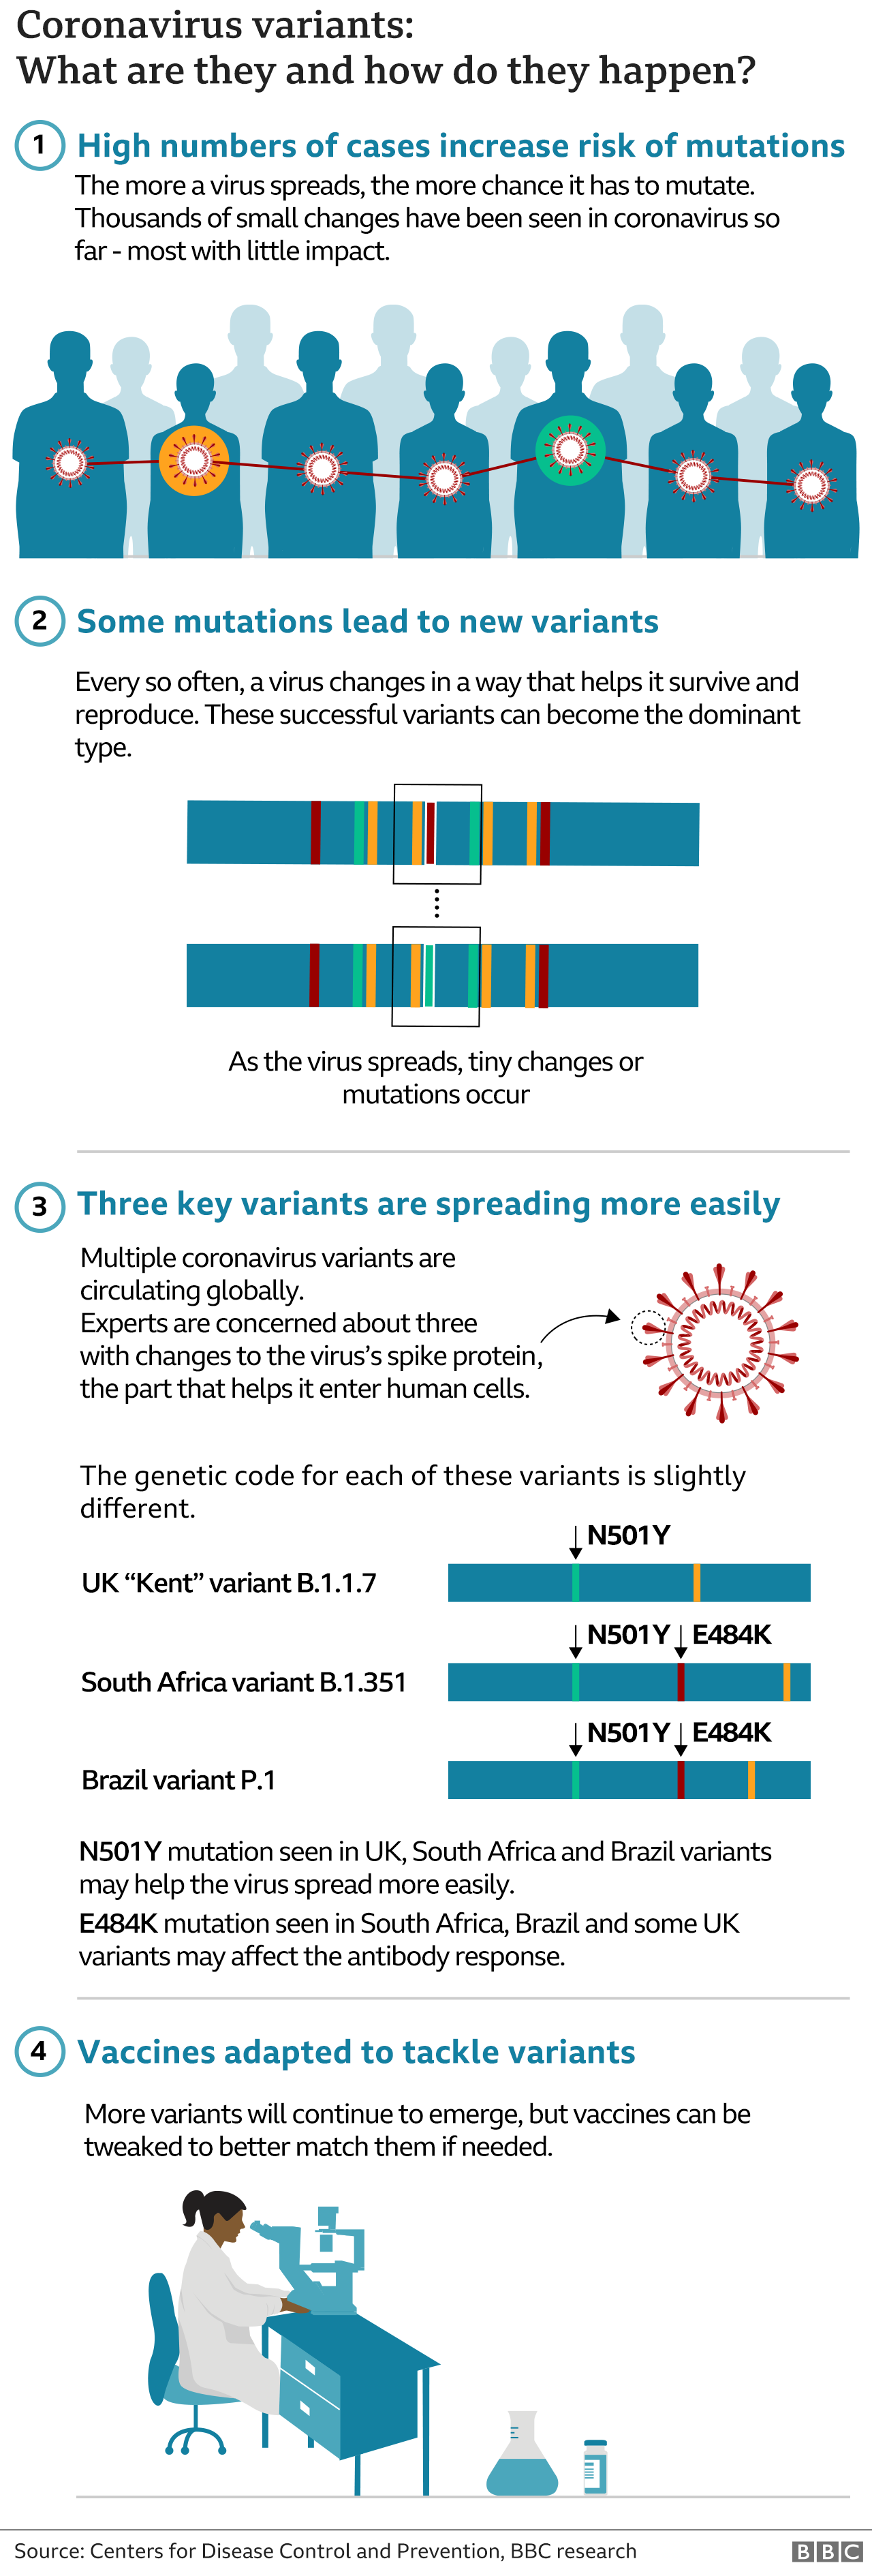 Coronavirus variants:
What are they and how do they happen?
1 High numbers of cases increase risk of mutations
The more a virus spreads, the more chance it has to mutate.
Thousands of small changes have been seen in coronavirus so
far - most with little impact.
2 Some mutations lead to new variants
Every so often, a virus changes in a way that helps it survive and
reproduce. These successful variants can become the dominant
type.
As the virus spreads, tiny changes or
mutations occur
3 Three key variants are spreading more easily
Multiple coronavirus variants are
circulating globally.
Experts are concerned about three
with changes to the virus's spike protein,
the part that helps it enter human cells.
The genetic code for each of these variants is slightly
different.
N501Y
UK “Kent” variant B.1.1.7
N501Y E484K
South Africa variant B.1.351
N501Y E484K
Brazil variant P.1
N501Y mutation seen in UK, South Africa and Brazil variants
may help the virus spread more easily.
E484K mutation seen in South Africa, Brazil and some UK
variants may affect the antibody response.
4 Vaccines adapted to tackle variants
More variants will continue to emerge, but vaccines can be
tweaked to better match them if needed.
Source: Centers for Disease Control and Prevention, BBC research
BBC